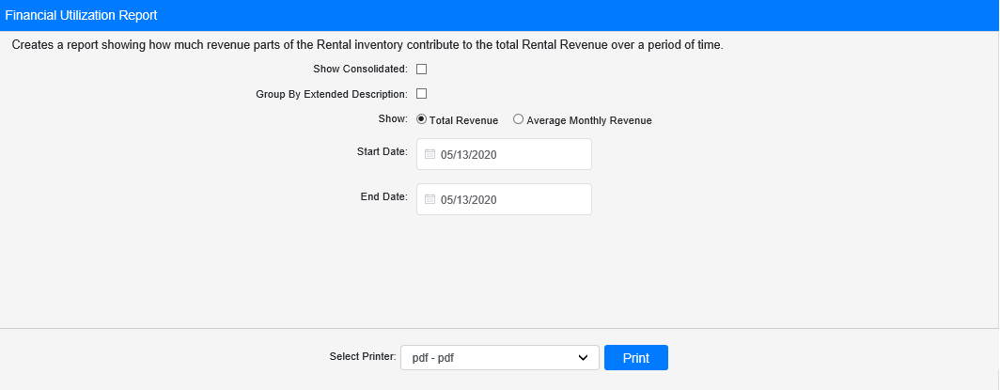 Financial Utilization Report
Creates a report showing how much revenue parts of the Rental inventory contribute to the total Rental Revenue over a period of time.
Show Consolidated:
Group By Extended Description:
Show: Total Revenue Average Monthly Revenue
Start Date: 05/13/2020
End Date: 05/13/2020
Select Printer: pdf - pdf Print